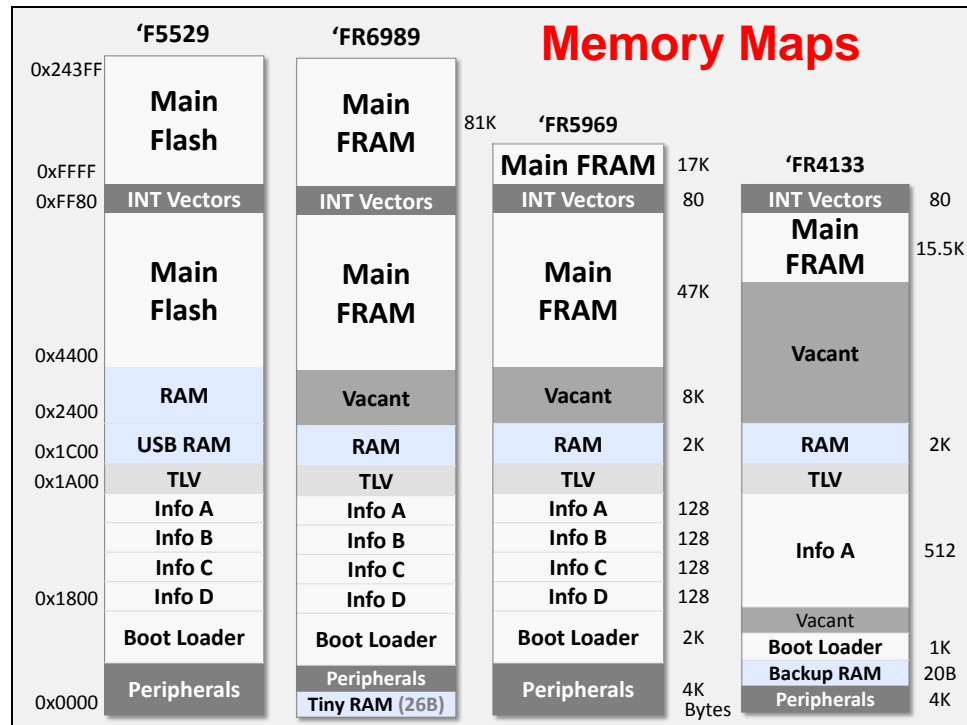 Memory Maps
'F5529
0x243FF
Main
Flash
0xFFFF
0xFF80
INT Vectors
Main
Flash
0x4400
RAM
0x2400
USB RAM
0x1C00
TLV
0x1A00
Info A
Info B
Info C
Info D
0x1800
Boot Loader
Peripherals
0x0000
'FR6989
Main
FRAM
81K
INT Vectors
Main
FRAM
Vacant
RAM
TLV
Info A
Info B
Info C
Info D
Boot Loader
Peripherals
Tiny RAM (26B)
'FR5969
Main FRAM
17K
INT Vectors
80
Main
FRAM
47K
Vacant
8K
RAM
2K
TLV
Info A
128
Info B
128
Info C
128
Info D
128
Boot Loader
2K
Peripherals
4K
Bytes
'FR4133
INT Vectors
80
Main
FRAM
15.5K
Vacant
RAM
2K
TLV
Info A
512
Vacant
Boot Loader
1K
Backup RAM
20B
Peripherals
4K